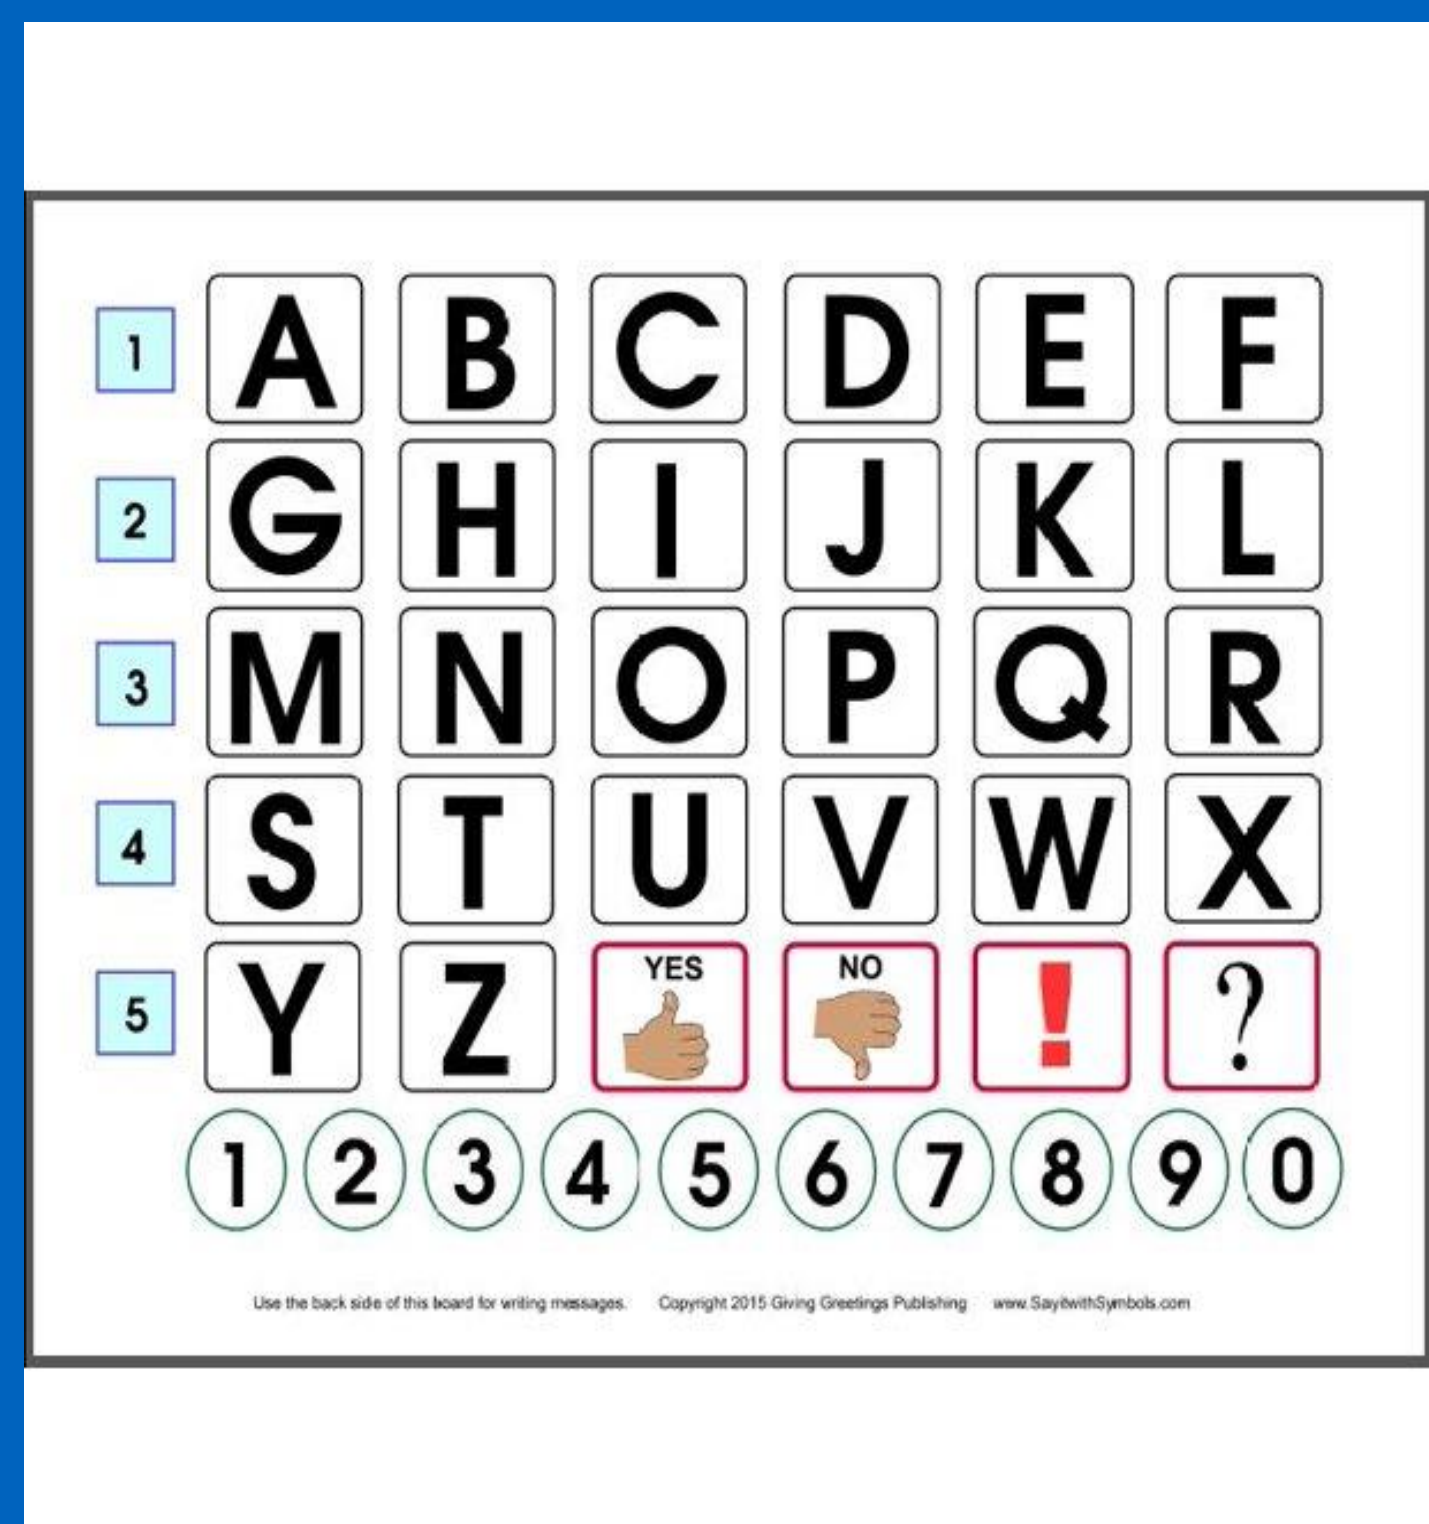 1 A B C D E F
2 G H I J K L
3 M N O P Q R
4 S T U V W X
5 Y Z YES NO ! ?
1 2 3 4 5 6 7 8 9 0
Use the back side of this board for writing messages. Copyright 2015 Giving Greetings Publishing www.SayitwithSymbols.com